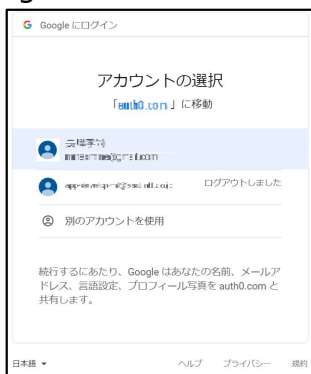 Google にログイン
アカウントの選択
「auth0.com」に移動
ログアウトしました
別のアカウントを使用
続行するにあたり、Google はあなたの名前、メールア
ドレス、言語設定、プロフィール写真を auth0.com と
共有します。
日本語 ヘルプ プライバシー 規約